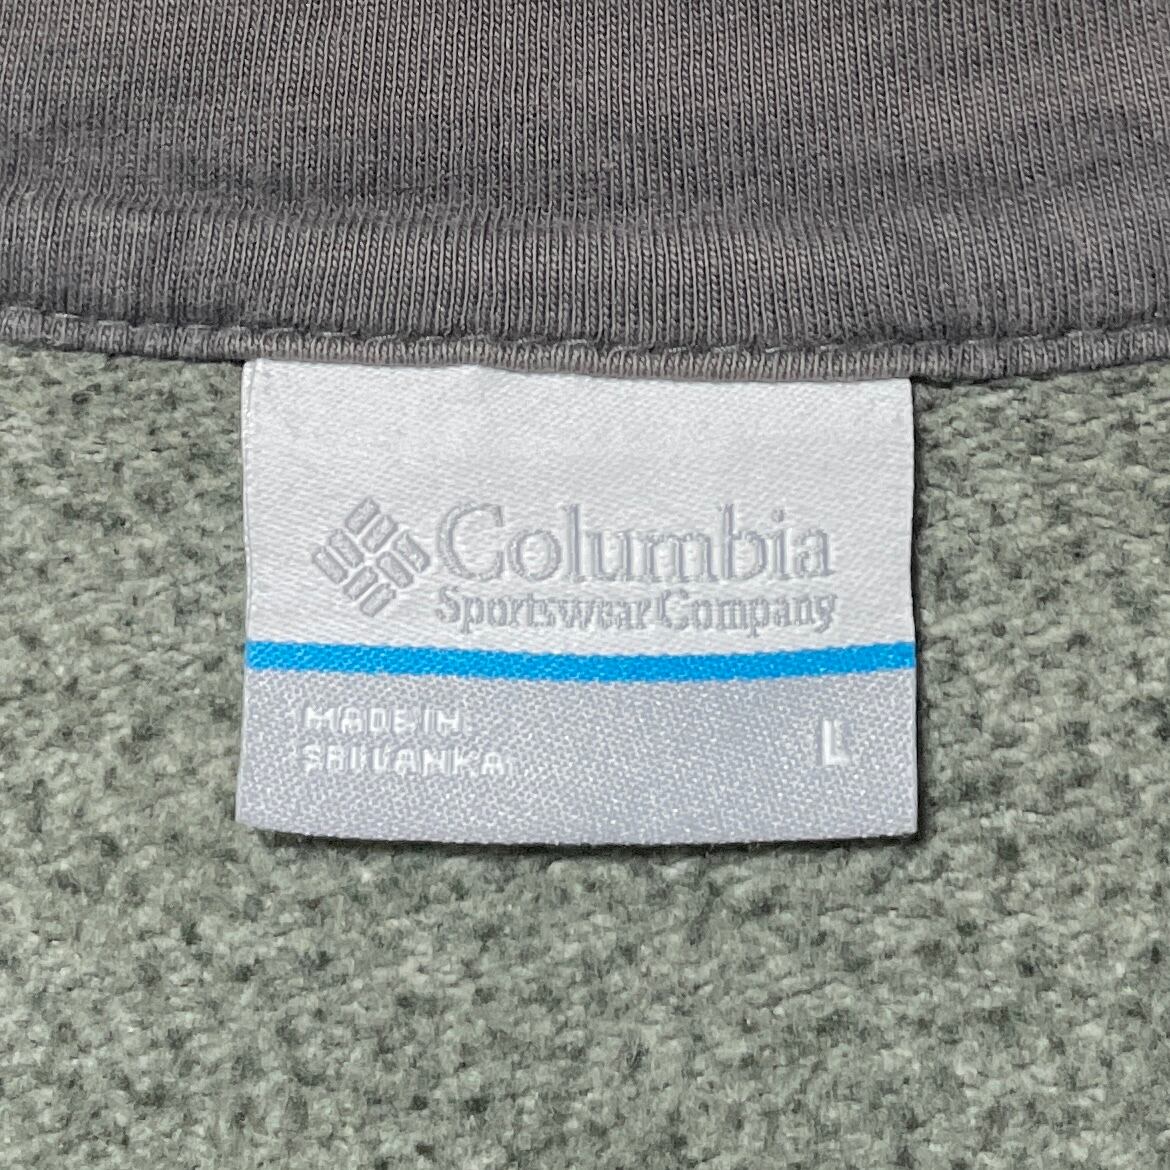 Columbia
Sportswear Company
MADE IN
SRI LANKA
L